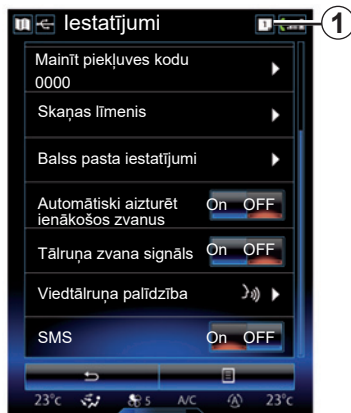 Iestatījumi
1
1
Mainīt piekļuves kodu
0000
Skaņas līmenis
Balss pasta iestatījumi
Automātiski aizturēt
ienākošos zvanus
On OFF
Tālruņa zvana signāls
On OFF
Viedtālruņa palīdzība
SMS
On OFF
23°c 5 A/C 23°c